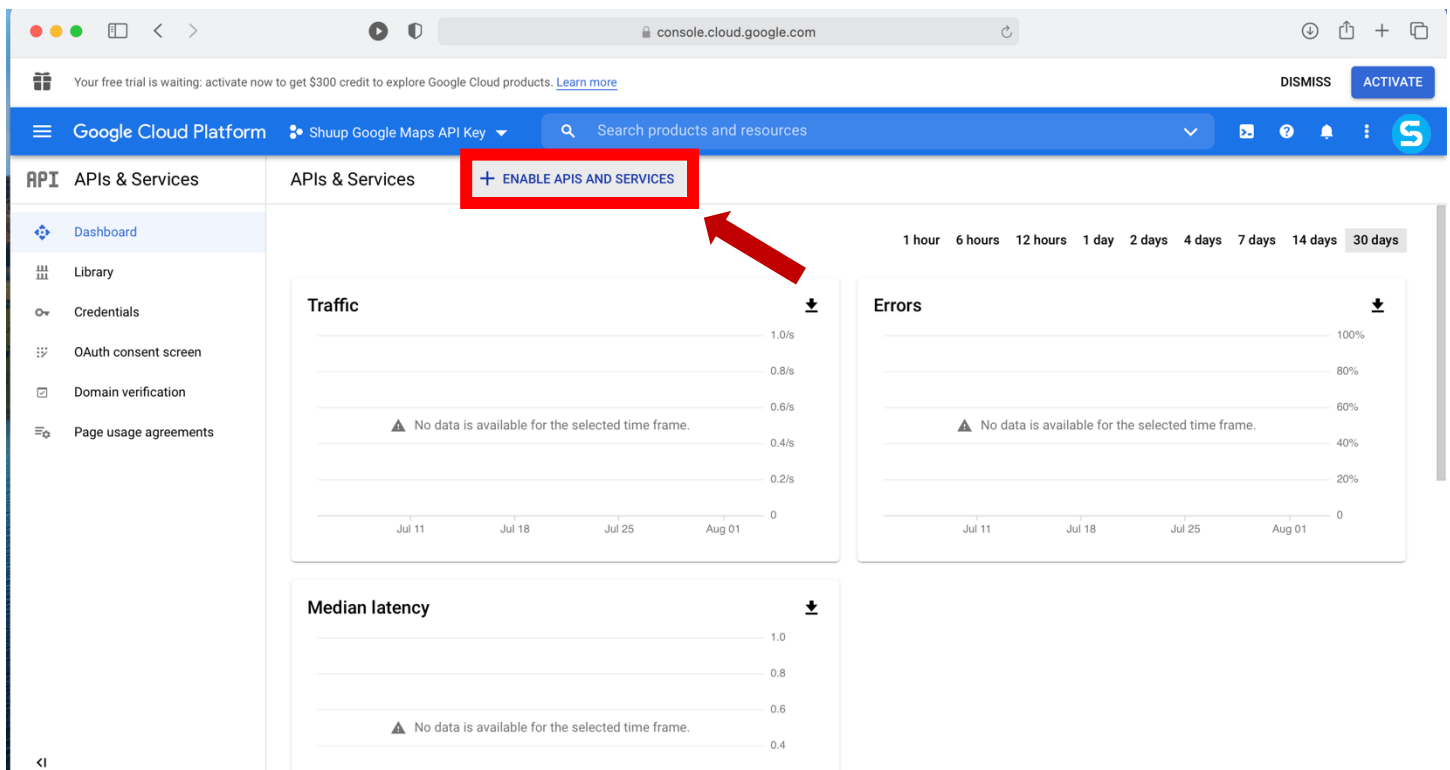 console.cloud.google.com
Your free trial is waiting: activate now to get $300 credit to explore Google Cloud products. Learn more
DISMISS
ACTIVATE
Google Cloud Platform
Shuup Google Maps API Key
Search products and resources
S
API
APIs & Services
APIs & Services
+ ENABLE APIS AND SERVICES
Dashboard
Library
Credentials
OAuth consent screen
Domain verification
Page usage agreements
1 hour 6 hours 12 hours 1 day 2 days 4 days 7 days 14 days 30 days
Traffic
1.0/s
0.8/s
0.6/s
No data is available for the selected time frame.
0.4/s
0.2/s
0
Jul 11 Jul 18 Jul 25 Aug 01
Errors
100%
80%
60%
No data is available for the selected time frame.
40%
20%
0
Jul 11 Jul 18 Jul 25 Aug 01
Median latency
1.0
0.8
0.6
No data is available for the selected time frame.
0.4